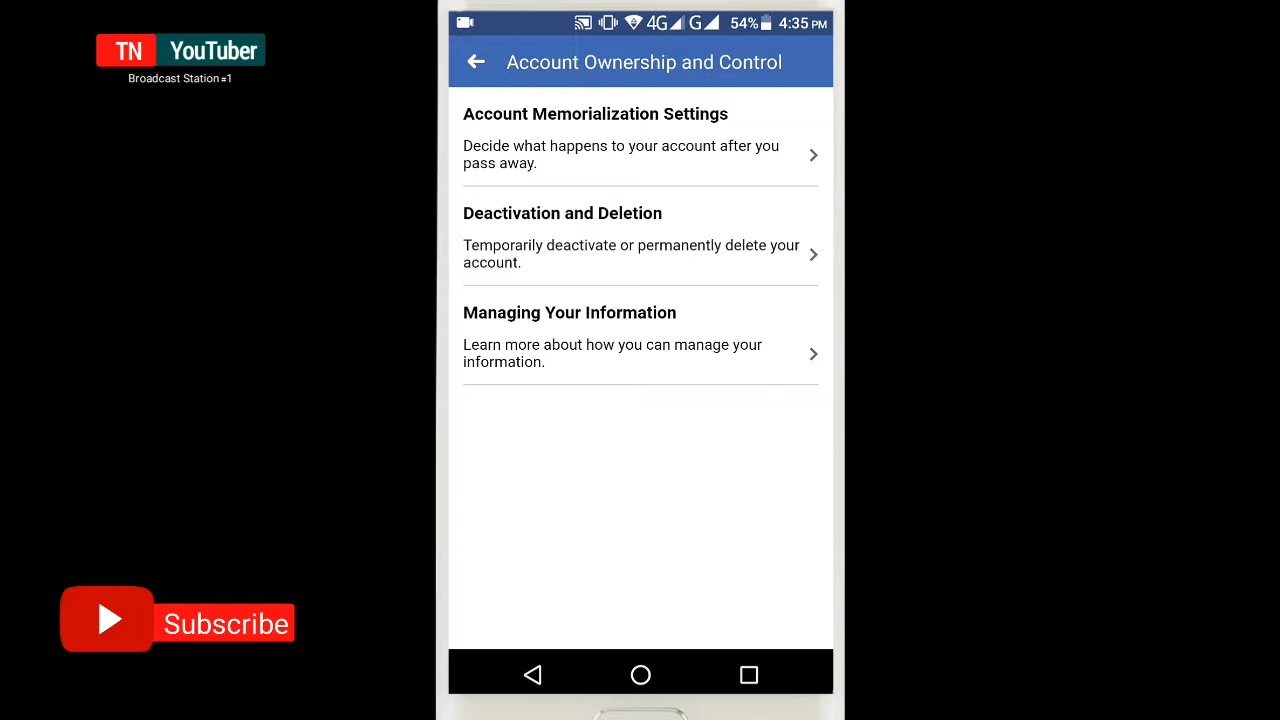 TN YouTuber
Broadcast Station #1
4G G 54% 4:35 PM
Account Ownership and Control
Account Memorialization Settings
Decide what happens to your account after you
pass away.
Deactivation and Deletion
Temporarily deactivate or permanently delete your
account.
Managing Your Information
Learn more about how you can manage your
information.
Subscribe